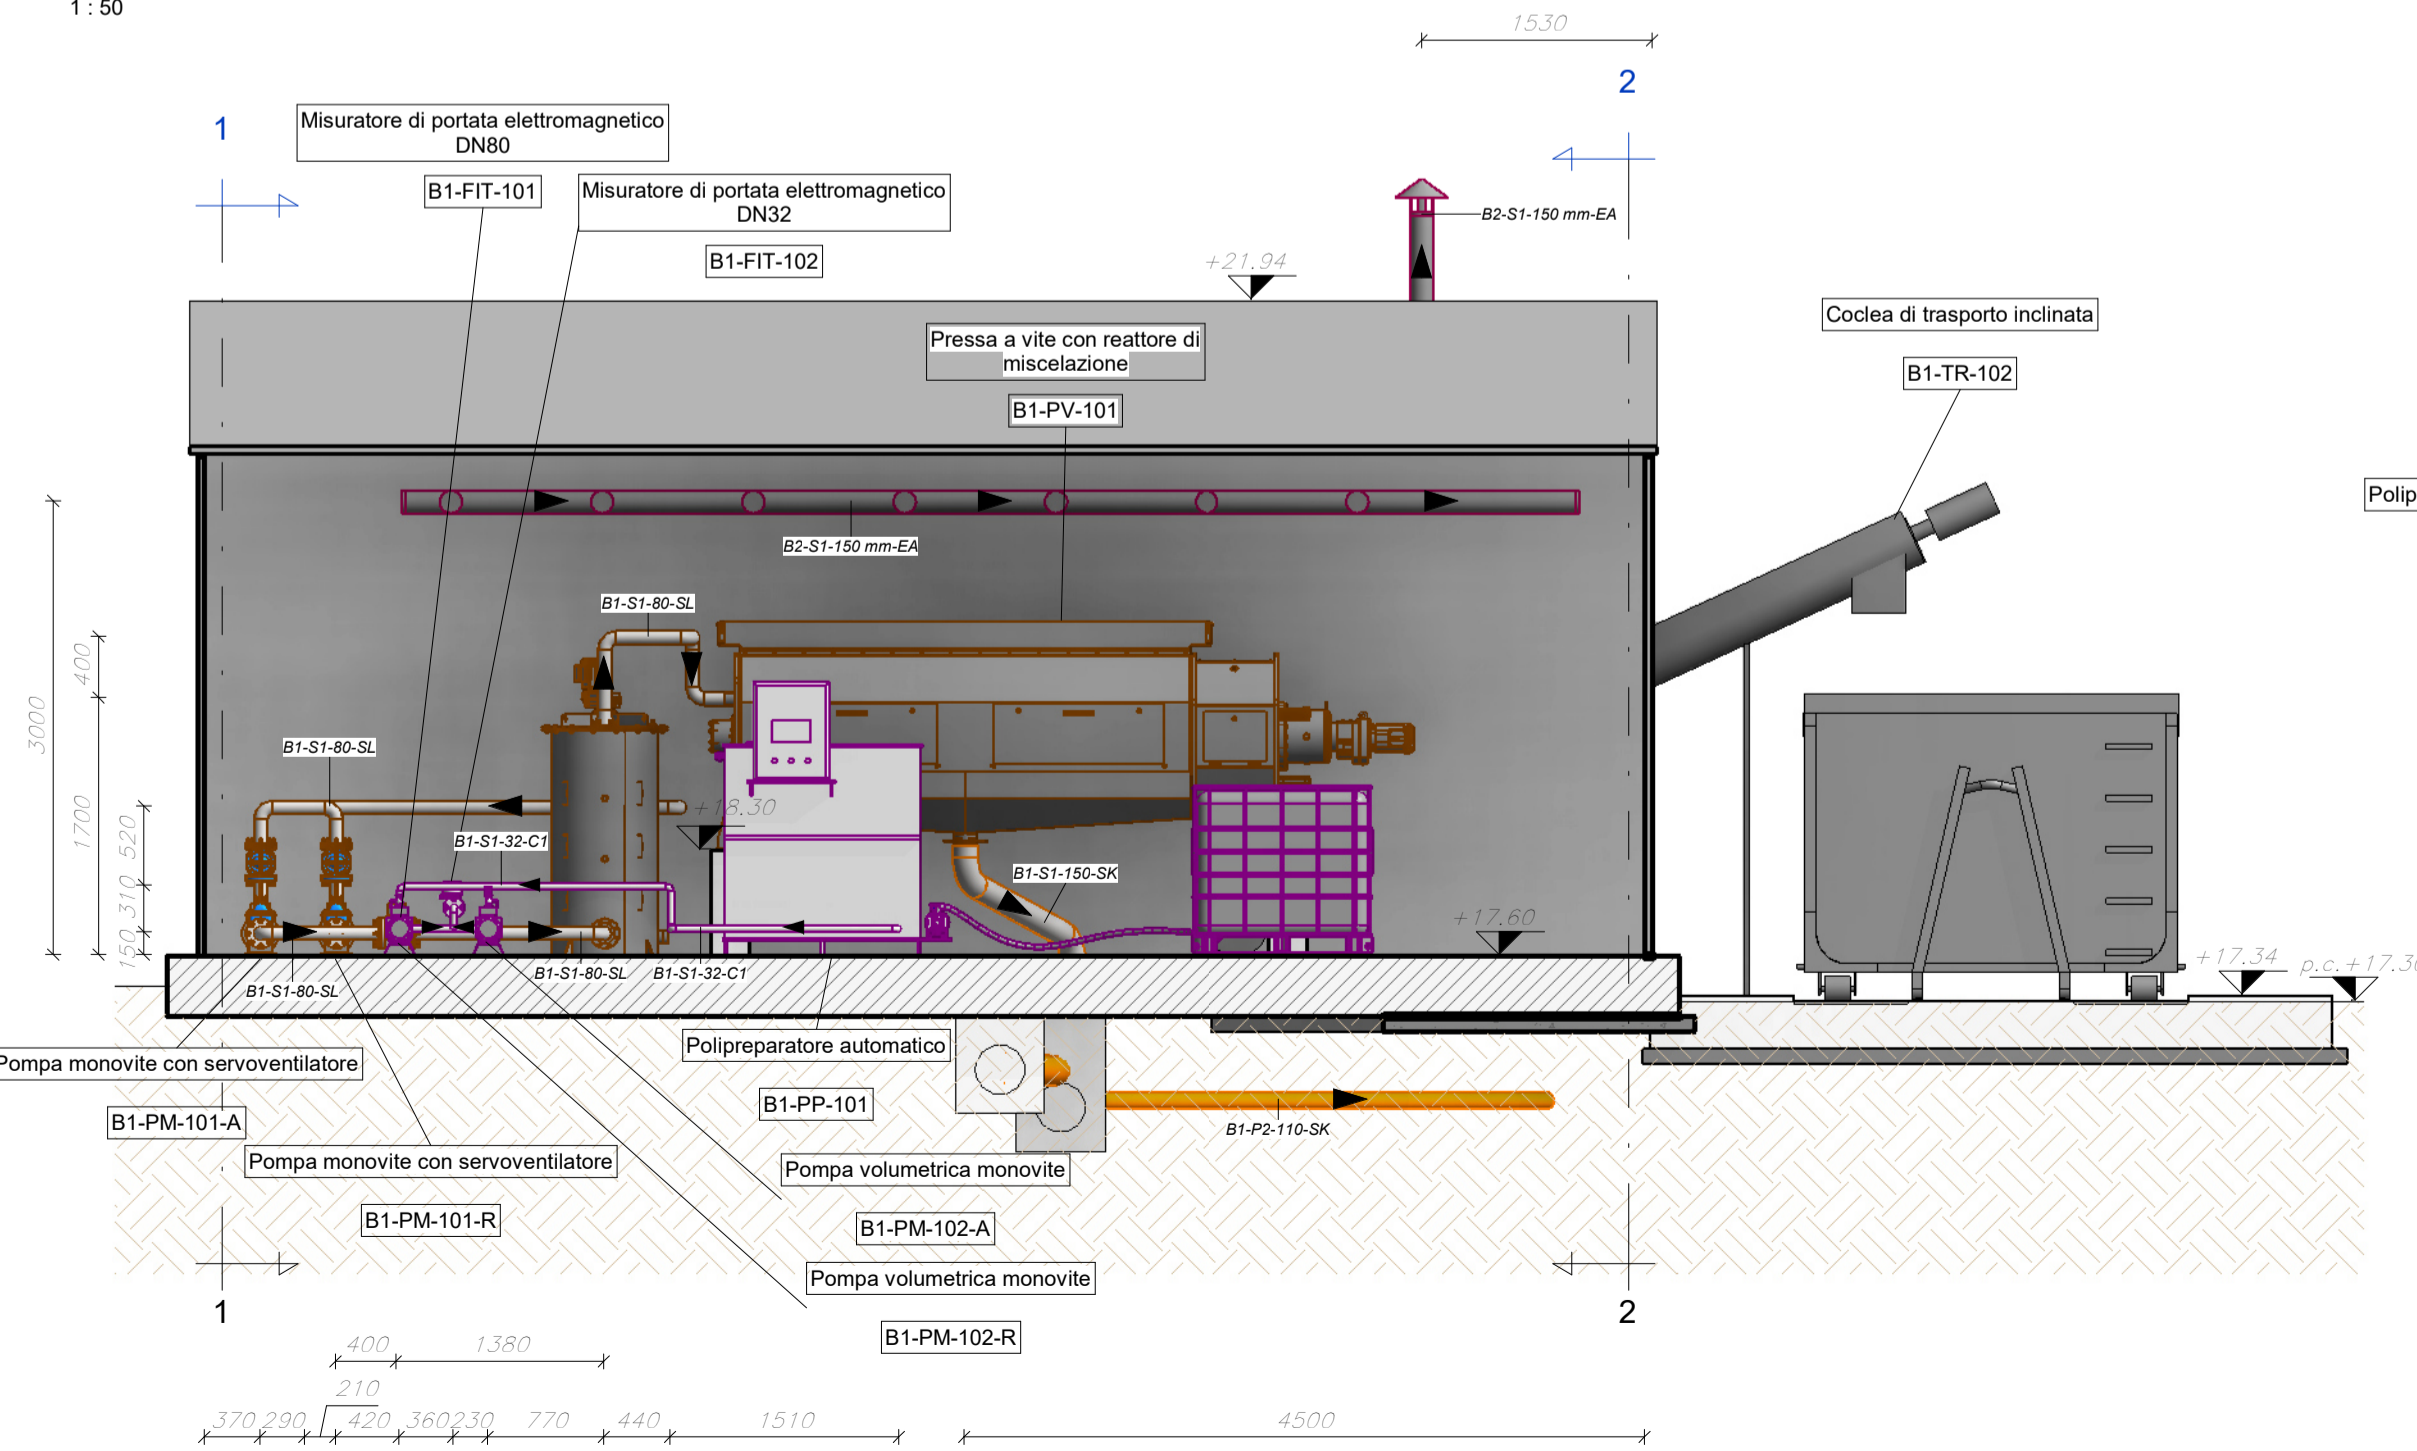 1 : 50
1530
2
1
Misuratore di portata elettromagnetico
DN80
B1-FIT-101
Misuratore di portata elettromagnetico
DN32
B1-FIT-102
B2-S1-150 mm-EA
+21.94
Coclea di trasporto inclinata
B1-TR-102
Pressa a vite con reattore di
miscelazione
B1-PV-101
B2-S1-150 mm-EA
B1-S1-80-SL
B1-S1-80-SL
3000
400
1700
520
310
150
+18.30
B1-S1-32-C1
B1-S1-150-SK
+17.60
+17.34
B1-S1-80-SL
B1-S1-80-SL
B1-S1-32-C1
Pompa monovite con servoventilatore
B1-PM-101-A
Pompa monovite con servoventilatore
B1-PM-101-R
Polipreparatore automatico
B1-PP-101
B1-P2-110-SK
Pompa volumetrica monovite
B1-PM-102-A
Pompa volumetrica monovite
B1-PM-102-R
1
2
400
1380
210
370
290
420
360
230
770
440
1510
4500